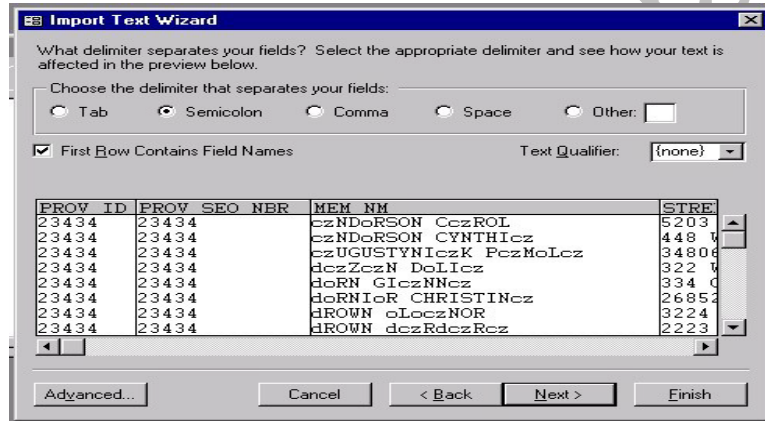 Import Text Wizard
What delimiter separates your fields? Select the appropriate delimiter and see how your text is
affected in the preview below.
Choose the delimiter that separates your fields:
Tab Semicolon Comma Space Other:
First Row Contains Field Names Text Qualifier: {none}
PROV ID PROV SEO NBR MEM NM STRE
23434 23434 czNDoRSON CczROL 5203
23434 23434 czNDoRSON CYNTHIcz 448
23434 23434 czUGUSTYNIczK PczMoLcz 34806
23434 23434 dczZczN DoLIcz 322
23434 23434 doRN GIczNNcz 334
23434 23434 doRNIoR CHRISTINcz 26852
23434 23434 dROWN oLoczNOR 3224
23434 23434 dROWN dczRdczRcz 2223
Advanced... Cancel < Back Next > Finish